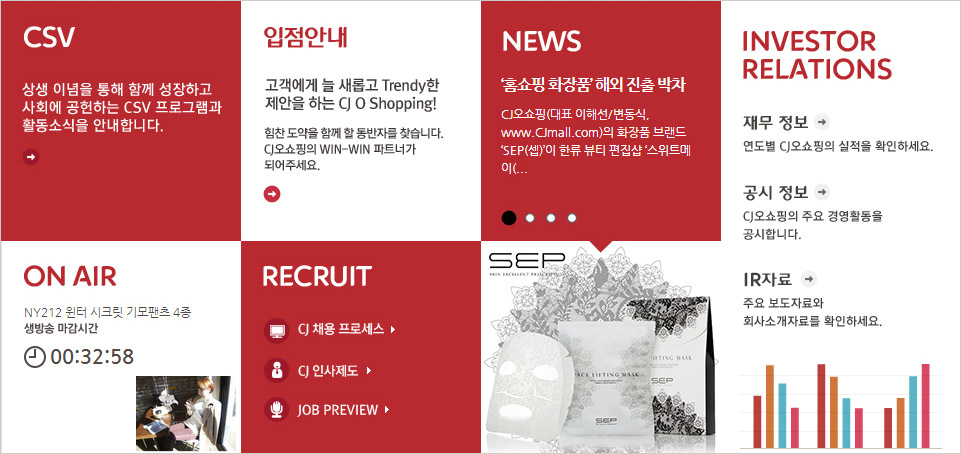 CSV
상생 이념을 통해 함께 성장하고
사회에 공헌하는 CSV 프로그램과
활동소식을 안내합니다.
입점안내
고객에게 늘 새롭고 Trendy한
제안을 하는 CJ O Shopping!
힘찬 도약을 함께 할 동반자를 찾습니다.
CJ오쇼핑의 WIN-WIN 파트너가
되어주세요.
NEWS
‘홈쇼핑 화장품’ 해외 진출 박차
CJ오쇼핑(대표 이해선/변동식,
www.CJmall.com)의 화장품 브랜드
‘SEP(셉)’이 한류 뷰티 편집샵 ‘스위트메
이(...
INVESTOR
RELATIONS
재무 정보
연도별 CJ오쇼핑의 실적을 확인하세요.
공시 정보
CJ오쇼핑의 주요 경영활동을
공시합니다.
IR자료
주요 보도자료와
회사소개자료를 확인하세요.
ON AIR
NY212 윈터 시크릿 기모팬츠 4종
생방송 마감시간
00:32:58
RECRUIT
CJ 채용 프로세스
CJ 인사제도
JOB PREVIEW
SEP
SKIN EXCELLENT
FACE LIFTING MASK
SEP
LIFTING MASK
SEP